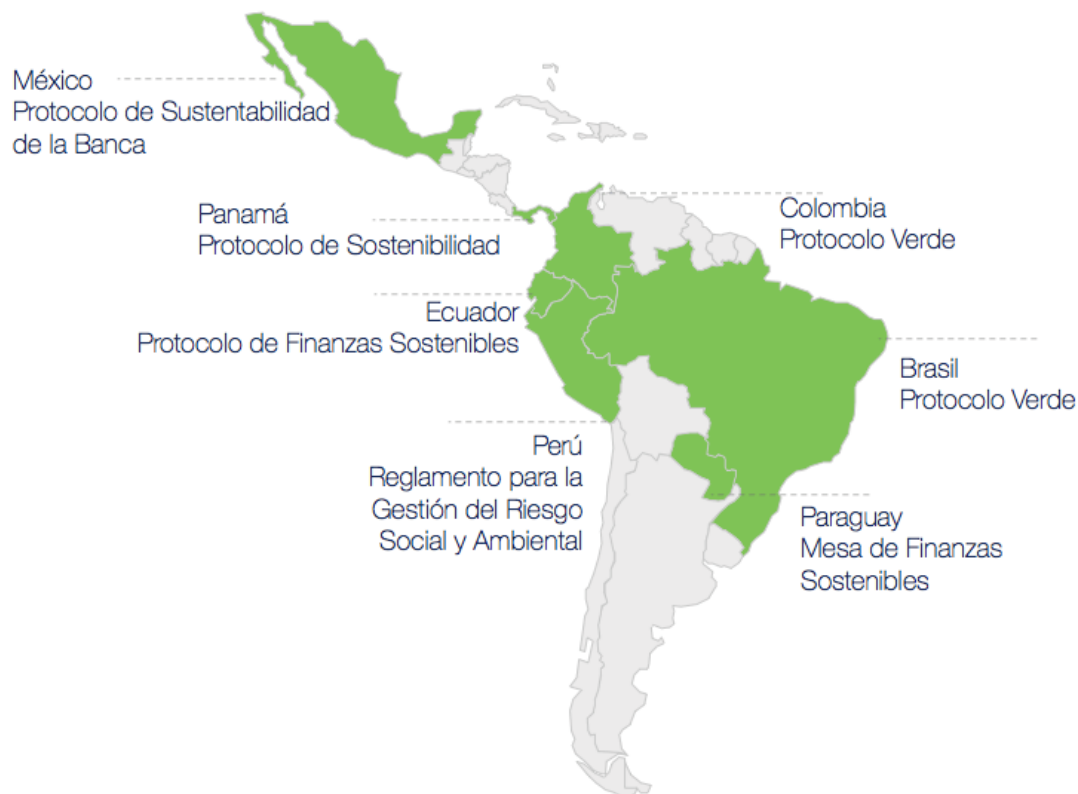 México
Protocolo de Sustentabilidad
de la Banca
Panamá
Protocolo de Sostenibilidad
Colombia
Protocolo Verde
Ecuador
Protocolo de Finanzas Sostenibles
Brasil
Protocolo Verde
Perú
Reglamento para la
Gestión del Riesgo
Social y Ambiental
Paraguay
Mesa de Finanzas
Sostenibles